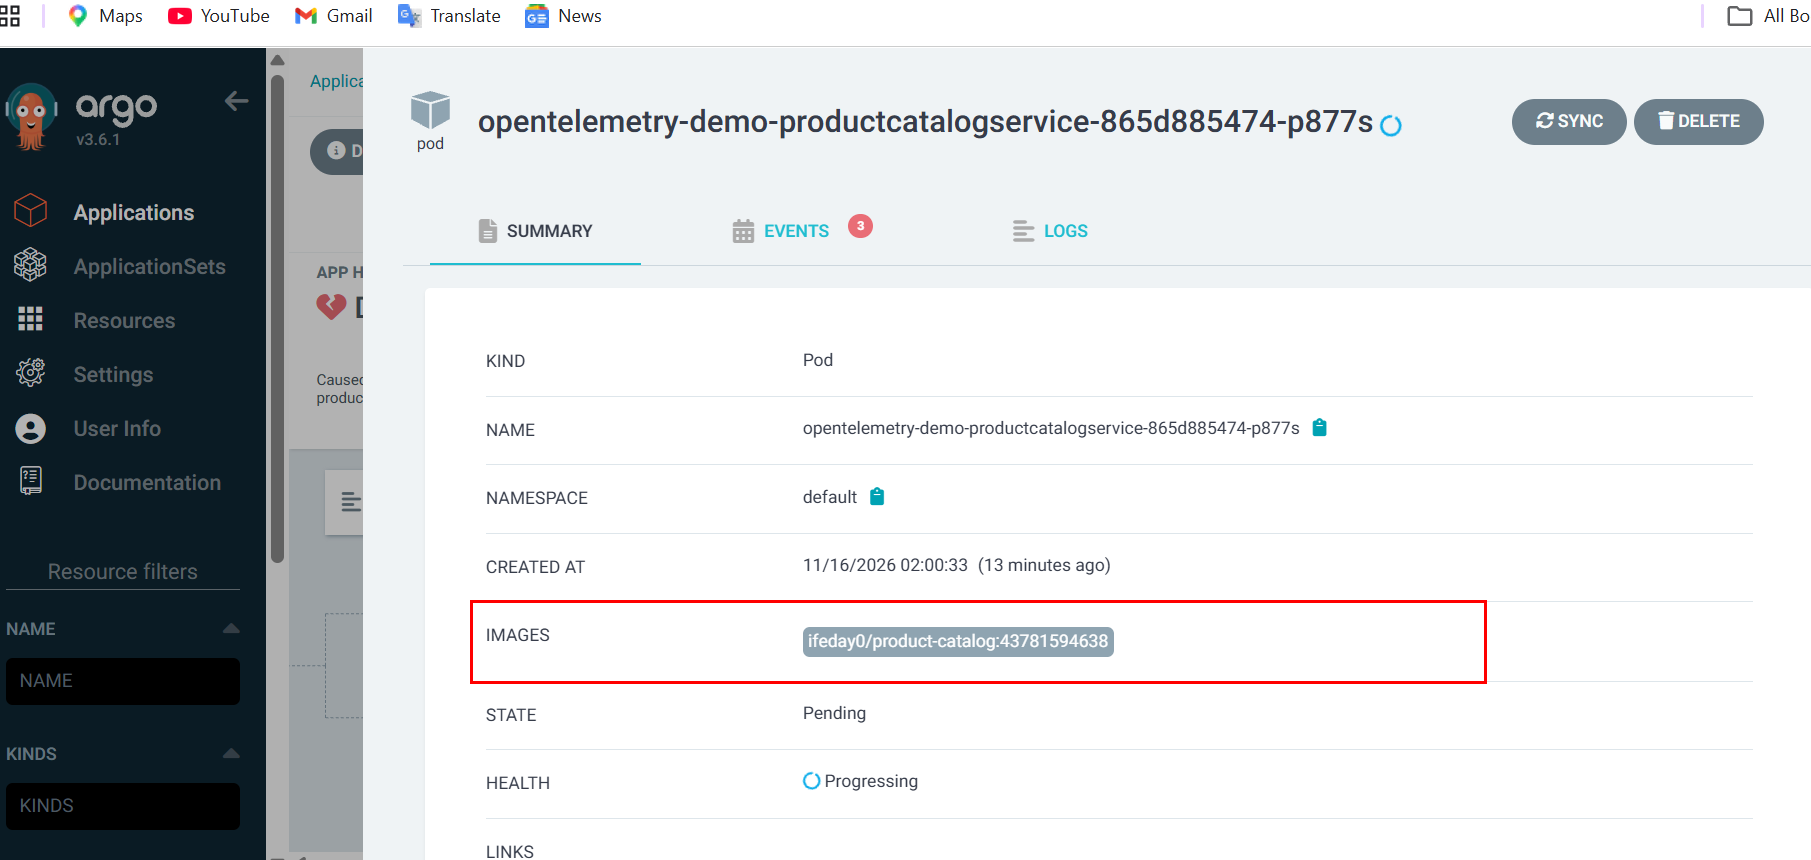 Maps YouTube Gmail Translate News All Bo
argo
v3.6.1
Applications
ApplicationSets
Resources
Settings
User Info
Documentation
Resource filters
NAME
NAME
KINDS
KINDS
Applica
D
APP H
D
Caused
produc
pod
opentelemetry-demo-productcatalogservice-865d885474-p877s
SYNC DELETE
SUMMARY EVENTS 3 LOGS
KIND Pod
NAME opentelemetry-demo-productcatalogservice-865d885474-p877s
NAMESPACE default
CREATED AT 11/16/2026 02:00:33 (13 minutes ago)
IMAGES ifeday0/product-catalog:43781594638
STATE Pending
HEALTH Progressing
LINKS